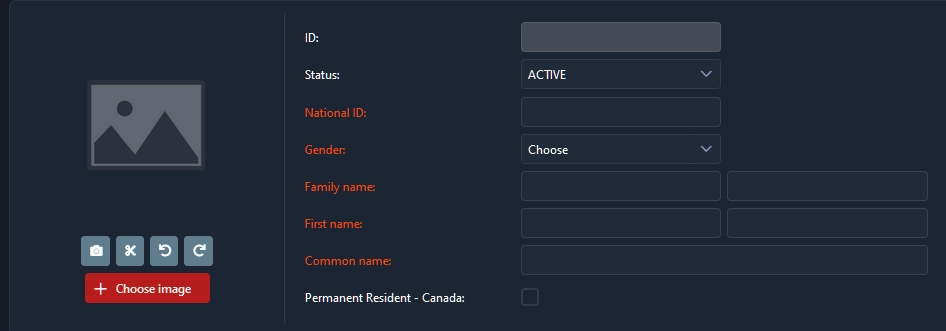 ID:
Status: ACTIVE
National ID:
Gender: Choose
Family name:
First name:
Common name:
Choose image
Permanent Resident - Canada: